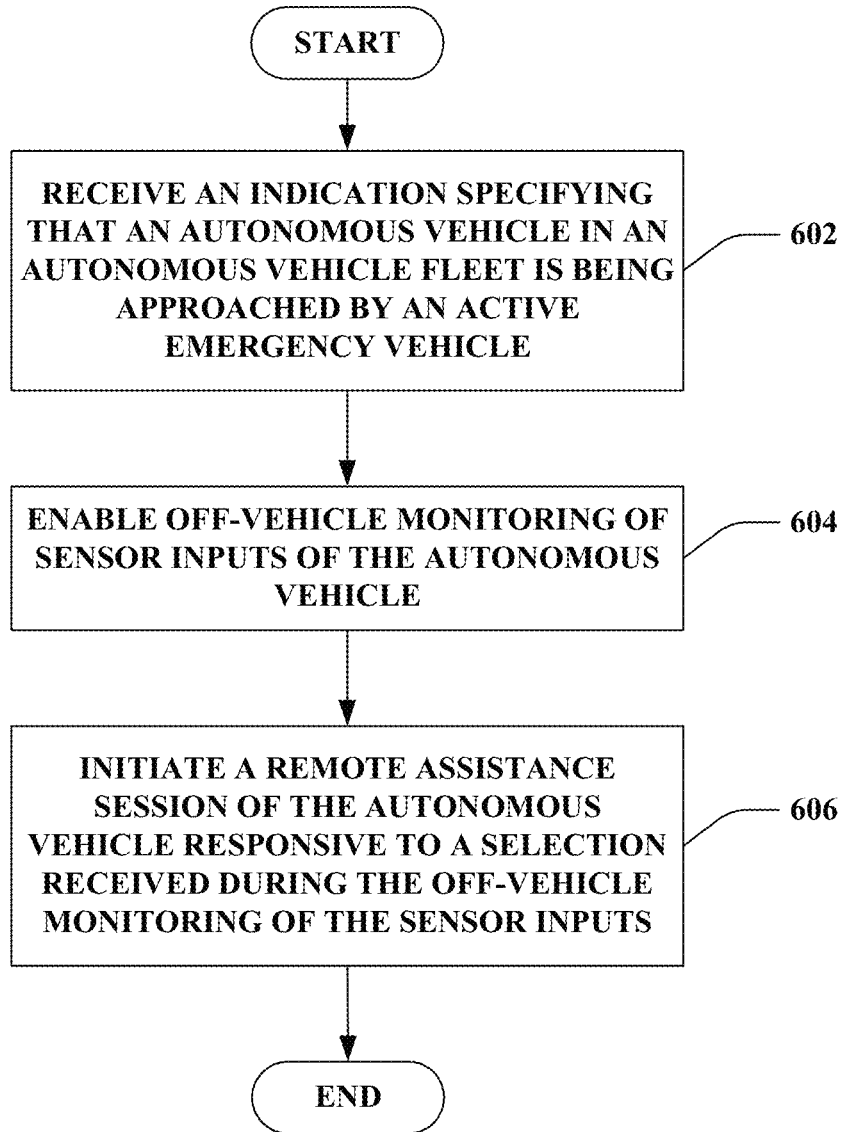 START
RECEIVE AN INDICATION SPECIFYING
THAT AN AUTONOMOUS VEHICLE IN AN
AUTONOMOUS VEHICLE FLEET IS BEING
APPROACHED BY AN ACTIVE
EMERGENCY VEHICLE
602
ENABLE OFF-VEHICLE MONITORING OF
SENSOR INPUTS OF THE AUTONOMOUS
VEHICLE
604
INITIATE A REMOTE ASSISTANCE
SESSION OF THE AUTONOMOUS
VEHICLE RESPONSIVE TO A SELECTION
RECEIVED DURING THE OFF-VEHICLE
MONITORING OF THE SENSOR INPUTS
606
END